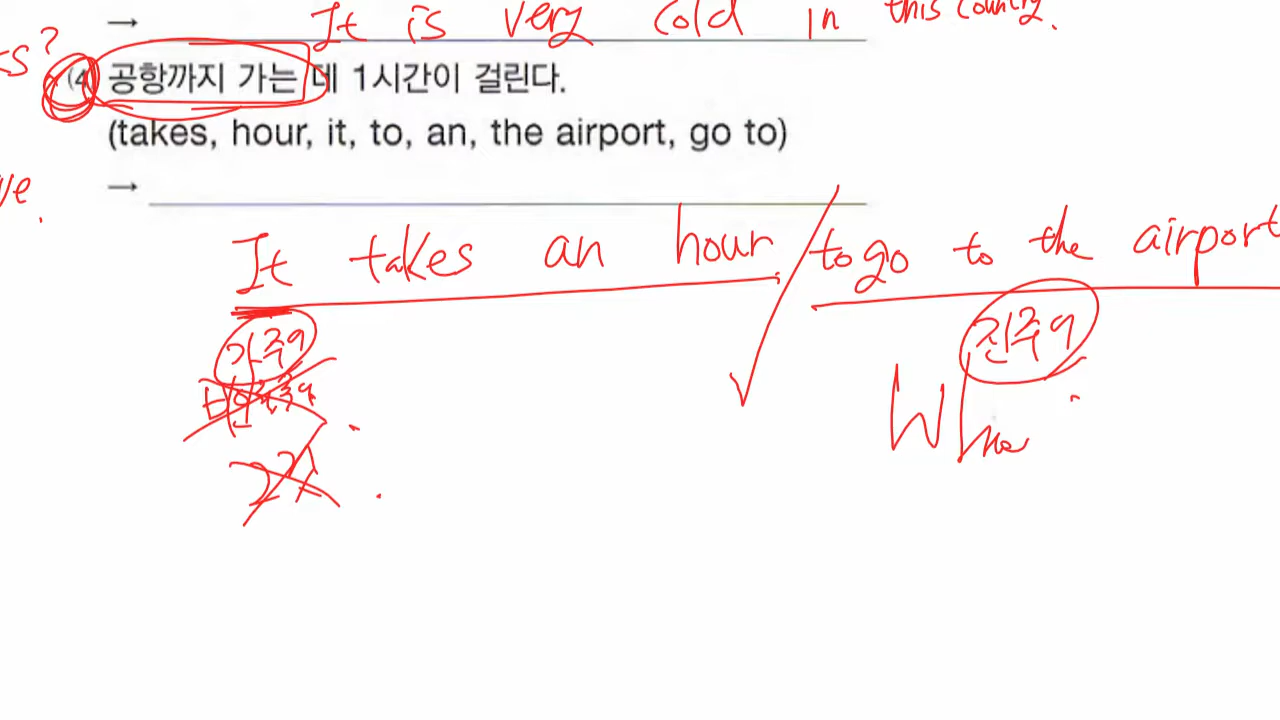 → It is very cold in this country.
s?
(4) 공항까지 가는 데 1시간이 걸린다.
(takes, hour, it, to, an, the airport, go to)
→
ve.
It takes an hour / to go to the airport
가주어 진주어